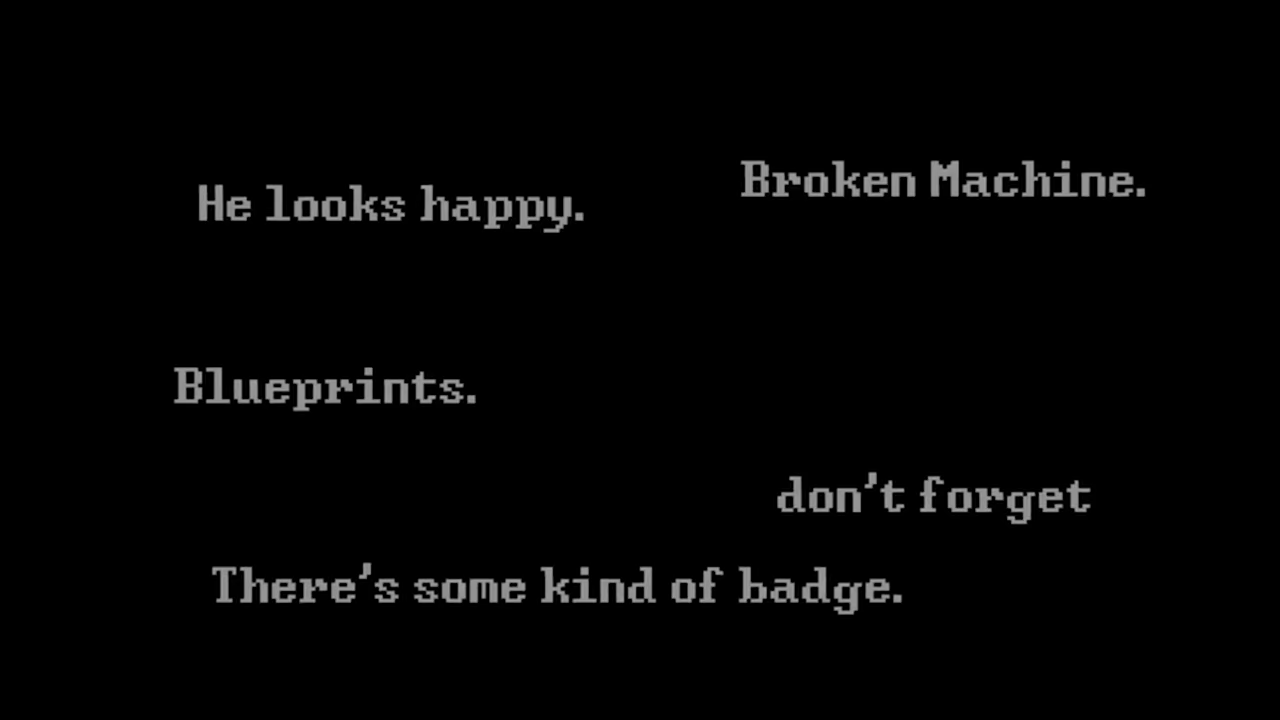 He looks happy.
Broken Machine.
Blueprints.
don't forget
There's some kind of badge.